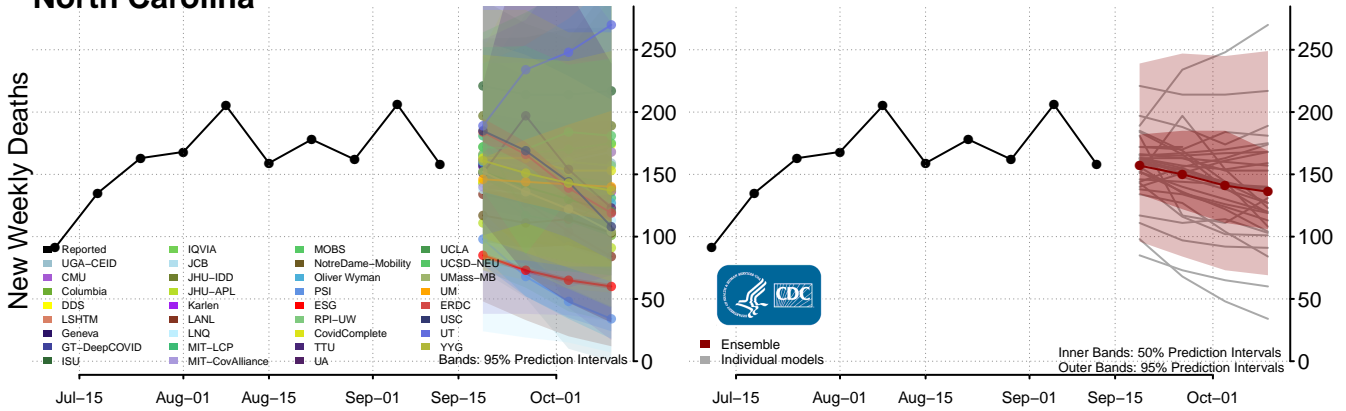 North Carolina
New Weekly Deaths
250
200
150
100
50
0
Reported
UGA−CEID
CMU
Columbia
DDS
LSHTM
Geneva
GT−DeepCOVID
ISU
IQVIA
JCB
JHU−IDD
JHU−APL
Karlen
LANL
LNQ
MIT−LCP
MIT−CovAlliance
MOBS
NotreDame−Mobility
Oliver Wyman
PSI
ESG
RPI−UW
CovidComplete
TTU
UA
UCLA
UCSD−NEU
UMass−MB
UM
ERDC
USC
UT
YYG
Bands: 95% Prediction Intervals
Jul−15
Aug−01
Aug−15
Sep−01
Sep−15
Oct−01
250
200
150
100
50
0
CDC
Ensemble
Individual models
Inner Bands: 50% Prediction Intervals
Outer Bands: 95% Prediction Intervals
Jul−15
Aug−01
Aug−15
Sep−01
Sep−15
Oct−01